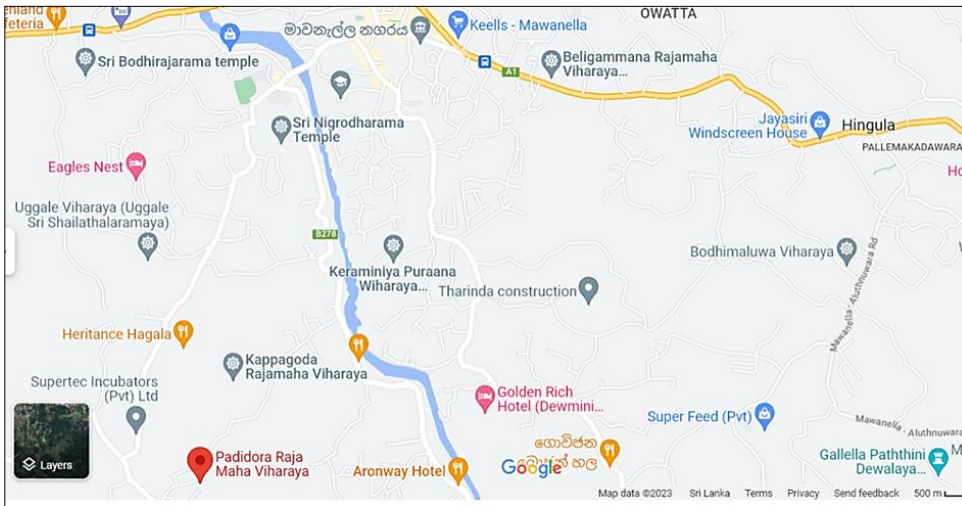 enland
feteria
OWATTA
මාවනැල්ල නගරය
Keells - Mawanella
Sri Bodhirajarama temple
A1
Beligammana Rajamaha
Viharaya...
Jayasiri
Windscreen House
Hingula
PALLEMAKADAWARA
Sri Nigrodharama
Temple
Ho
Eagles Nest
Uggale Viharaya (Uggale
Sri Shailathalaramaya)
B278
Keraminiya Puraana
Wiharaya...
Bodhimaluwa Viharaya
Mawanella - Aluthnuwara Rd
Tharinda construction
Heritance Hagala
Kappagoda
Rajamaha Viharaya
Supertec Incubators
(Pvt) Ltd
Golden Rich
Hotel (Dewmini...
Super Feed (Pvt)
Mawanella - Aluthnuwara
Layers
Padidora Raja
Maha Viharaya
Aronway Hotel
ගොවිජන
බොජුන් හල
Google
Gallella Paththini
Dewalaya...
M
Map data ©2023 Sri Lanka Terms Privacy Send feedback 500 m